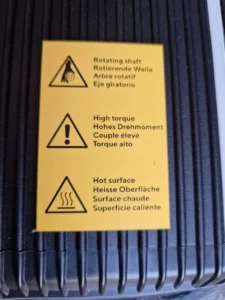 Rotating shaft
Rotierende Welle
Arbre rotatif
Eje giratorio
High torque
Hohes Drehmoment
Couple élevé
Torque alto
Hot surface
Heisse Oberfläche
Surface chaude
Superficie caliente